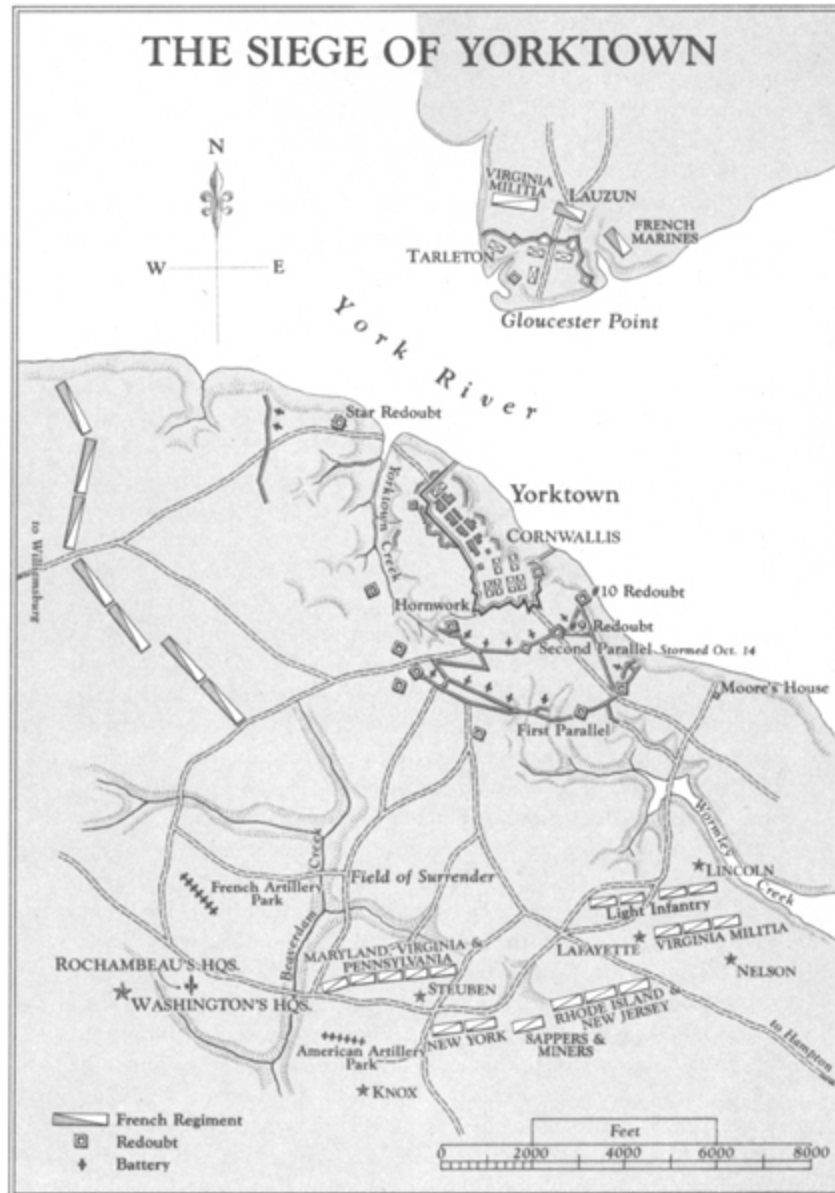 THE SIEGE OF YORKTOWN
N
W
E
VIRGINIA
MILITIA
LAUZUN
FRENCH
MARINES
TARLETON
Gloucester Point
York River
Star Redoubt
Yorktown Creek
Yorktown
CORNWALLIS
to Williamsburg
#10 Redoubt
Hornwork
#9 Redoubt
Second Parallel Stormed Oct. 14
Moore's House
First Parallel
Wormley Creek
LINCOLN
French Artillery
Park
Beaverdam Creek
Field of Surrender
Light Infantry
LAFAYETTE
VIRGINIA MILITIA
NELSON
MARYLAND, VIRGINIA &
PENNSYLVANIA
STEUBEN
ROCHAMBEAU'S HQS.
WASHINGTON'S HQS.
RHODE ISLAND &
NEW JERSEY
NEW YORK
SAPPERS &
MINERS
to Hampton
American Artillery
Park
KNOX
French Regiment
Redoubt
Battery
Feet
0 2000 4000 6000 8000